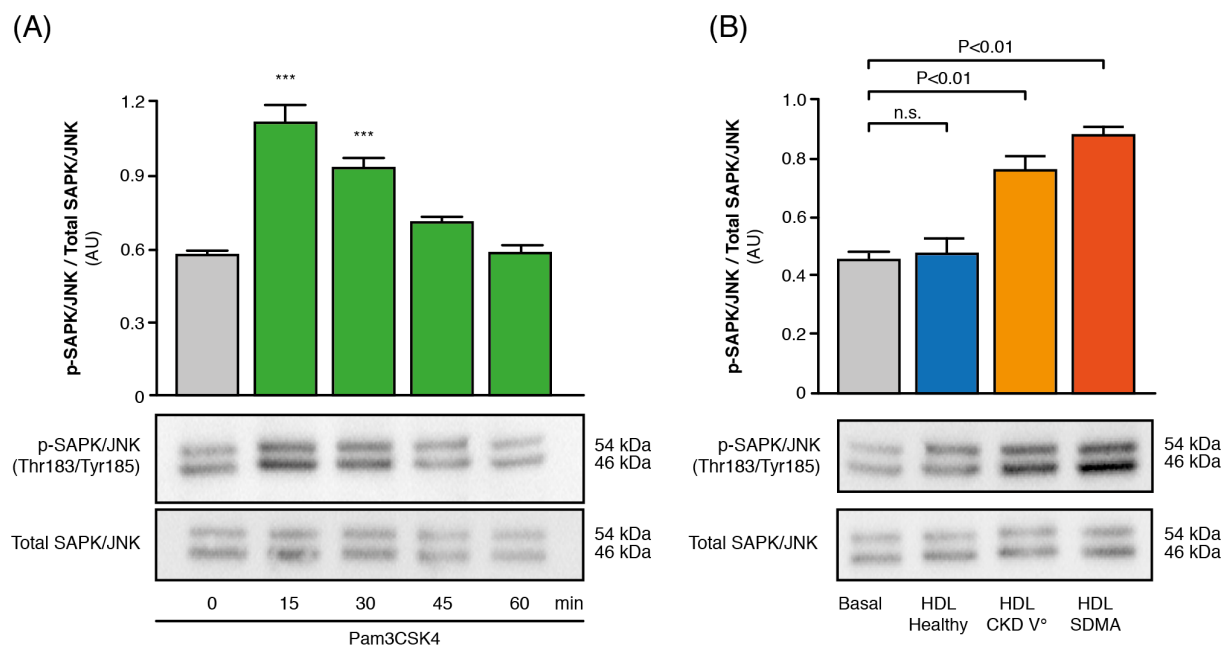 (A)
p-SAPK/JNK / Total SAPK/JNK
(AU)
1.2
0.9
0.6
0.3
0
***
***
p-SAPK/JNK
(Thr183/Tyr185)
54 kDa
46 kDa
Total SAPK/JNK
54 kDa
46 kDa
0 15 30 45 60 min
Pam3CSK4
(B)
p-SAPK/JNK / Total SAPK/JNK
(AU)
1.0
0.8
0.6
0.4
0.2
0
P<0.01
P<0.01
n.s.
p-SAPK/JNK
(Thr183/Tyr185)
54 kDa
46 kDa
Total SAPK/JNK
54 kDa
46 kDa
Basal HDL HDL HDL
Healthy CKD V° SDMA